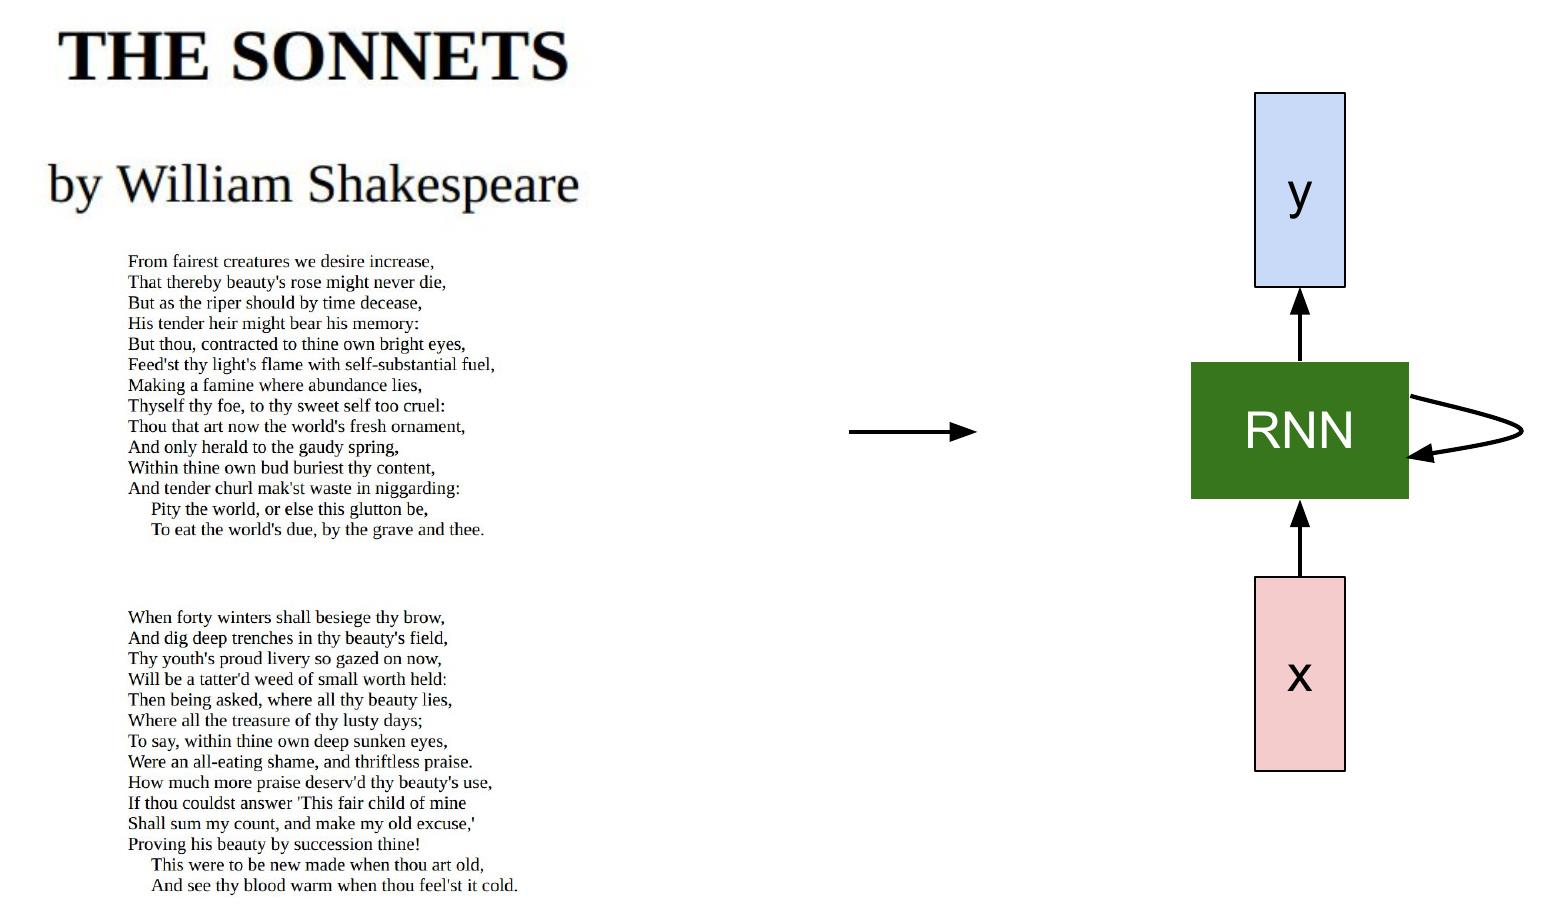 THE SONNETS
by William Shakespeare
From fairest creatures we desire increase,
That thereby beauty's rose might never die,
But as the riper should by time decease,
His tender heir might bear his memory:
But thou, contracted to thine own bright eyes,
Feed'st thy light's flame with self-substantial fuel,
Making a famine where abundance lies,
Thyself thy foe, to thy sweet self too cruel:
Thou that art now the world's fresh ornament,
And only herald to the gaudy spring,
Within thine own bud buriest thy content,
And tender churl mak'st waste in niggarding:
Pity the world, or else this glutton be,
To eat the world's due, by the grave and thee.
When forty winters shall besiege thy brow,
And dig deep trenches in thy beauty's field,
Thy youth's proud livery so gazed on now,
Will be a tatter'd weed of small worth held:
Then being asked, where all thy beauty lies,
Where all the treasure of thy lusty days;
To say, within thine own deep sunken eyes,
Were an all-eating shame, and thriftless praise.
How much more praise deserv'd thy beauty's use,
If thou couldst answer 'This fair child of mine
Shall sum my count, and make my old excuse,'
Proving his beauty by succession thine!
This were to be new made when thou art old,
And see thy blood warm when thou feel'st it cold.
y
RNN
x